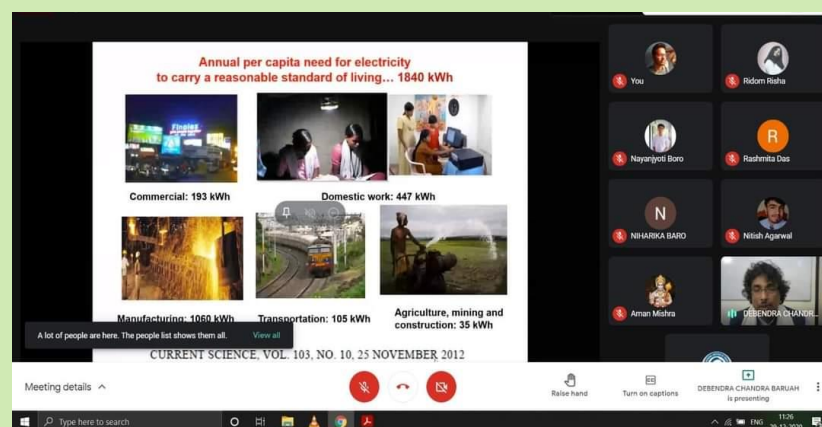 Annual per capita need for electricity
to carry a reasonable standard of living... 1840 kWh
Finolex
Commercial: 193 kWh
Domestic work: 447 kWh
Manufacturing: 1060 kWh
Transportation: 105 kWh
Agriculture, mining and
construction: 35 kWh
CURRENT SCIENCE, VOL. 103, NO. 10, 25 NOVEMBER 2012
A lot of people are here. The people list shows them all.
View all
You
Ridom Risha
Nayanjyoti Boro
R
Rashmita Das
N
NIHARIKA BARO
Nitish Agarwal
Aman Mishra
DEBENDRA CHANDR...
Meeting details
Raise hand
Turn on captions
DEBENDRA CHANDRA BARUAH
is presenting
Type here to search
ENG
11:26
29-12-2020